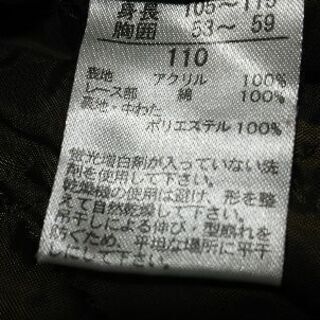 身長 105～115
胸囲 53～ 59
110
表地 アクリル 100%
レース部 綿 100%
裏地・中わた
ポリエステル 100%
蛍光増白剤が入っていない洗
剤を使用して下さい。
乾燥機の使用は避け、形を整
えて自然乾燥して下さい。
吊干しによる伸び・型崩れを
防ぐため、平坦な場所に平干
しにして下さい。